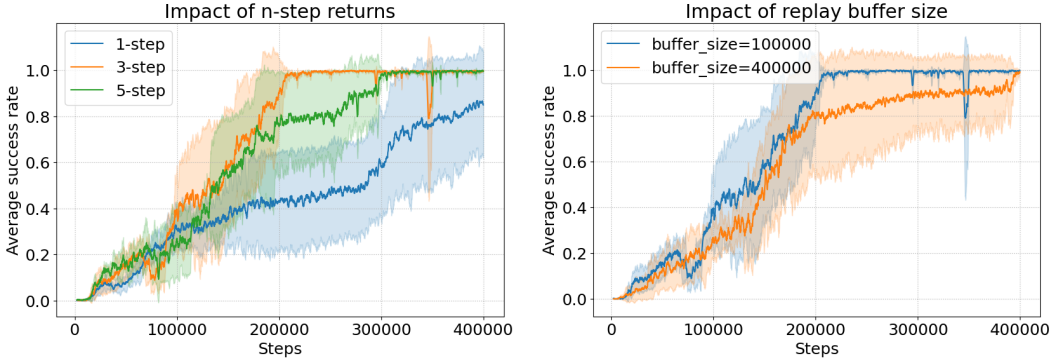 Impact of n-step returns
1-step
3-step
5-step
Average success rate
1.0
0.8
0.6
0.4
0.2
0.0
0
100000
200000
300000
400000
Steps
Impact of replay buffer size
buffer_size=100000
buffer_size=400000
Average success rate
1.0
0.8
0.6
0.4
0.2
0.0
0
100000
200000
300000
400000
Steps